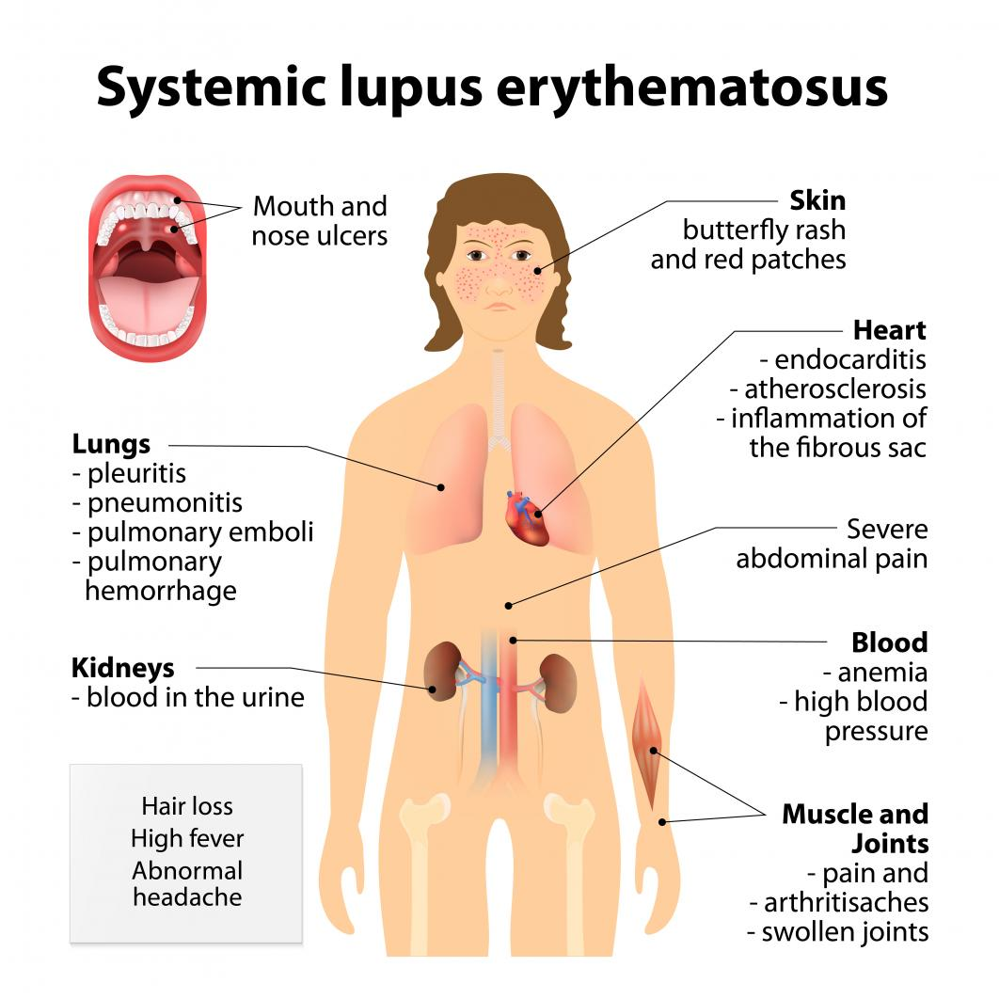 Systemic lupus erythematosus
Mouth and
nose ulcers
Skin
butterfly rash
and red patches
Heart
- endocarditis
- atherosclerosis
- inflammation of
the fibrous sac
Lungs
- pleuritis
- pneumonitis
- pulmonary emboli
- pulmonary
hemorrhage
Severe
abdominal pain
Kidneys
- blood in the urine
Blood
- anemia
- high blood
pressure
Hair loss
High fever
Abnormal
headache
Muscle and
Joints
- pain and
- arthritisaches
- swollen joints